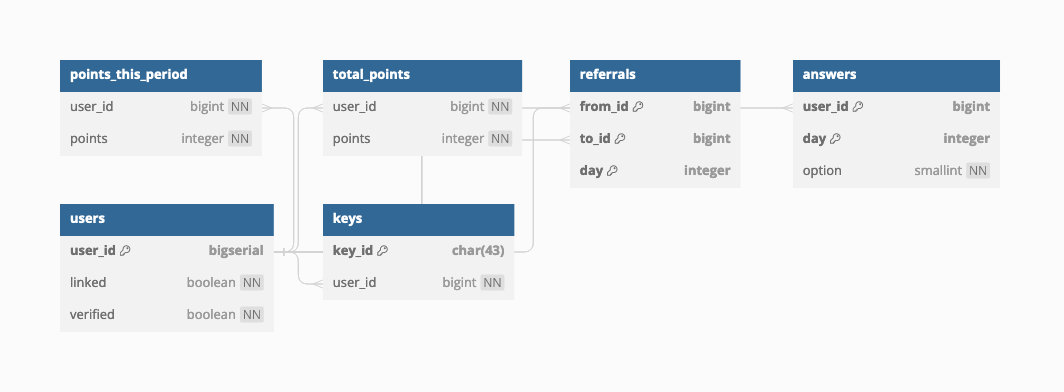 points_this_period
user_id bigint NN
points integer NN
total_points
user_id bigint NN
points integer NN
referrals
from_id bigint
to_id bigint
day integer
answers
user_id bigint
day integer
option smallint NN
users
user_id bigserial
linked boolean NN
verified boolean NN
keys
key_id char(43)
user_id bigint NN